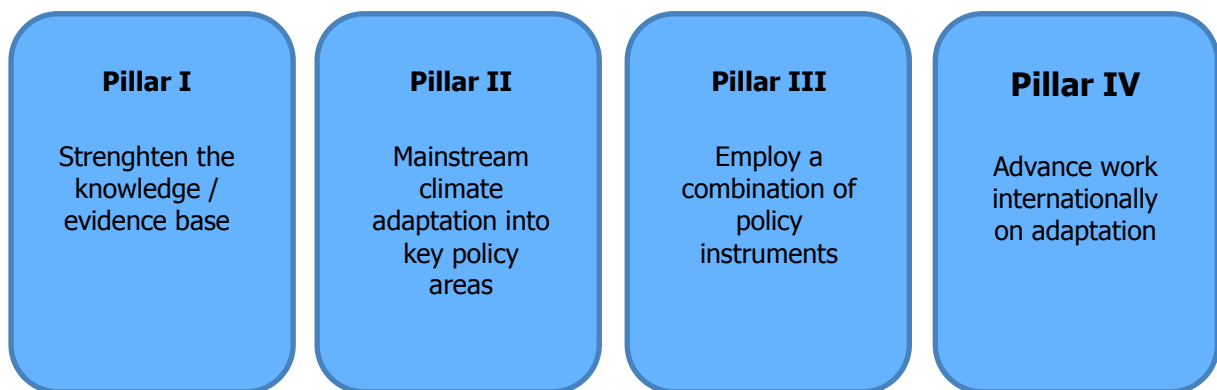 Pillar I
Strenghten the
knowledge /
evidence base
Pillar II
Mainstream
climate
adaptation into
key policy
areas
Pillar III
Employ a
combination of
policy
instruments
Pillar IV
Advance work
internationally
on adaptation